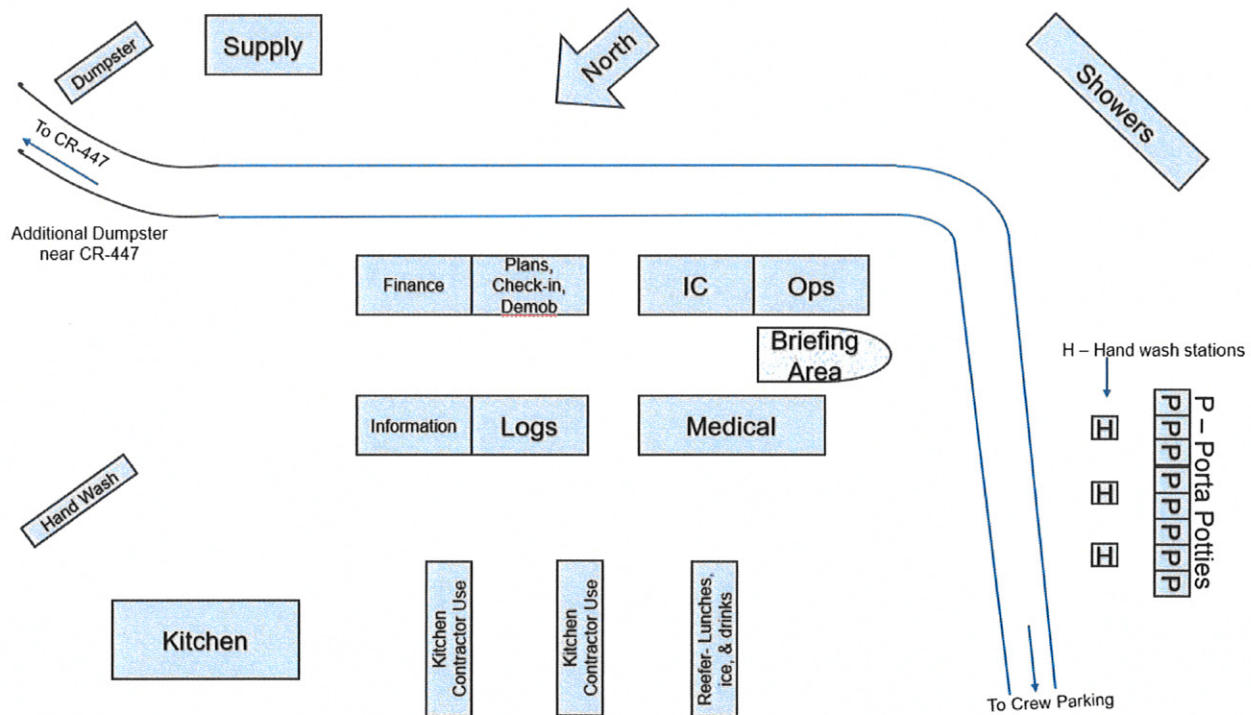 Dumpster
Supply
North
Showers
To CR-447
Additional Dumpster
near CR-447
Finance
Plans,
Check-in,
Demob
IC
Ops
Briefing
Area
H – Hand wash stations
Information
Logs
Medical
H
H
H
P
P
P
P
P
P
P
P
P – Porta Potties
Hand Wash
Kitchen
Kitchen
Contractor Use
Kitchen
Contractor Use
Reefer- Lunches,
ice, & drinks
To Crew Parking